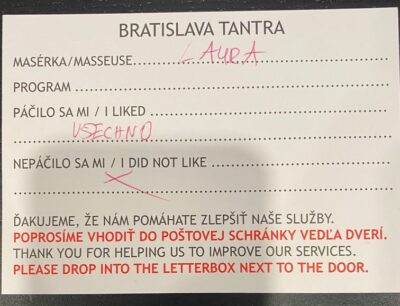 BRATISLAVA TANTRA
MASÉRKA/MASSEUSE.....LAURA.....
PROGRAM ..........
PÁČILO SA MI / I LIKED ..........
VSECHNO
NEPÁČILO SA MI / I DID NOT LIKE ..........
X
ĎAKUJEME, ŽE NÁM POMÁHATE ZLEPŠIŤ NAŠE SLUŽBY.
POPROSÍME VHODIŤ DO POŠTOVEJ SCHRÁNKY VEDĽA DVERÍ.
THANK YOU FOR HELPING US TO IMPROVE OUR SERVICES.
PLEASE DROP INTO THE LETTERBOX NEXT TO THE DOOR.